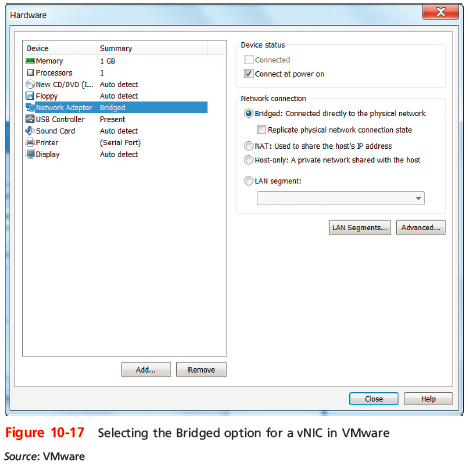 Hardware
Device Summary
Memory 1 GB
Processors 1
New CD/DVD (I... Auto detect
Floppy Auto detect
Network Adapter Bridged
USB Controller Present
Sound Card Auto detect
Printer (Serial Port)
Display Auto detect
Add... Remove
Device status
Connected
Connect at power on
Network connection
Bridged: Connected directly to the physical network
Replicate physical network connection state
NAT: Used to share the host's IP address
Host-only: A private network shared with the host
LAN segment:
LAN Segments... Advanced...
Close Help
Figure 10-17 Selecting the Bridged option for a vNIC in VMware
Source: VMware